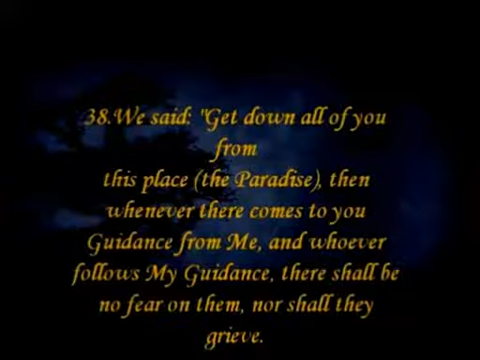 38.We said: "Get down all of you
from
this place (the Paradise), then
whenever there comes to you
Guidance from Me, and whoever
follows My Guidance, there shall be
no fear on them, nor shall they
grieve.